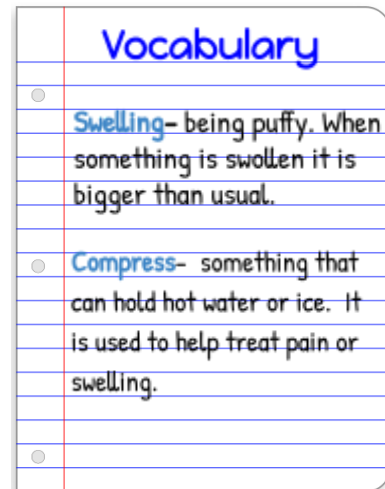 Vocabulary
Swelling- being puffy. When
something is swollen it is
bigger than usual.
Compress- something that
can hold hot water or ice. It
is used to help treat pain or
swelling.